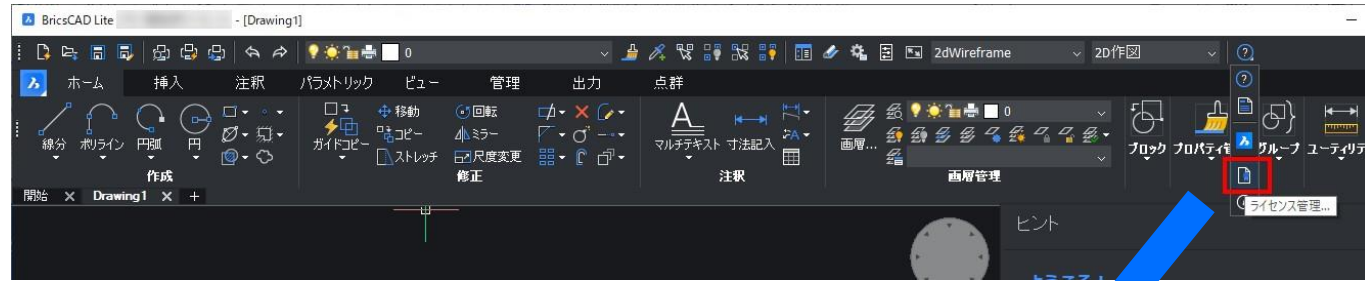 BricsCAD Lite - [Drawing1]
0 2dWireframe 2D作図
ホーム 挿入 注釈 パラメトリック ビュー 管理 出力 点群
線分 ポリライン 円弧 円 ガイドコピー 移動 コピー ストレッチ 回転 ミラー 尺度変更 マルチテキスト 寸法記入 画層... 0 ブロック プロパティ グループ ユーティリテ
作成 修正 注釈 画層管理
開始 Drawing1
ライセンス管理...
ヒント